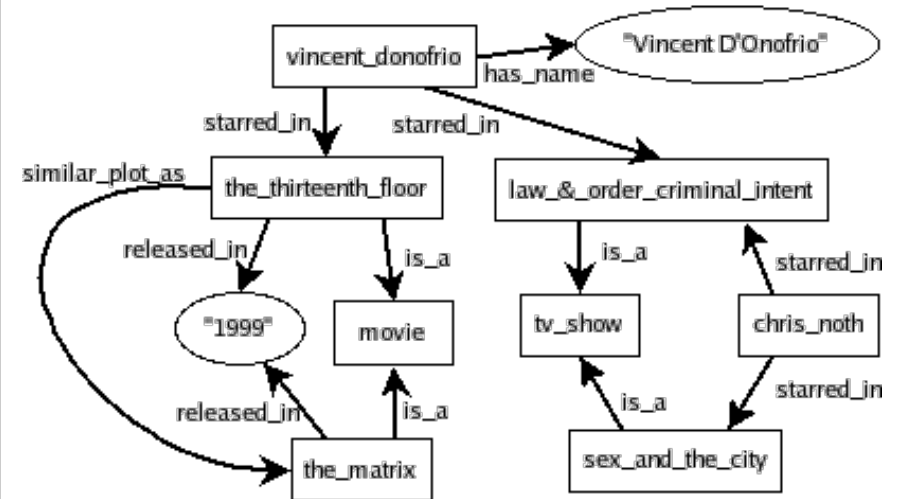 "Vincent D'Onofrio"
vincent_donofrio
has_name
starred_in
starred_in
similar_plot_as
the_thirteenth_floor
law_&_order_criminal_intent
released_in
is_a
is_a
starred_in
"1999"
movie
tv_show
chris_noth
released_in
is_a
is_a
starred_in
the_matrix
sex_and_the_city